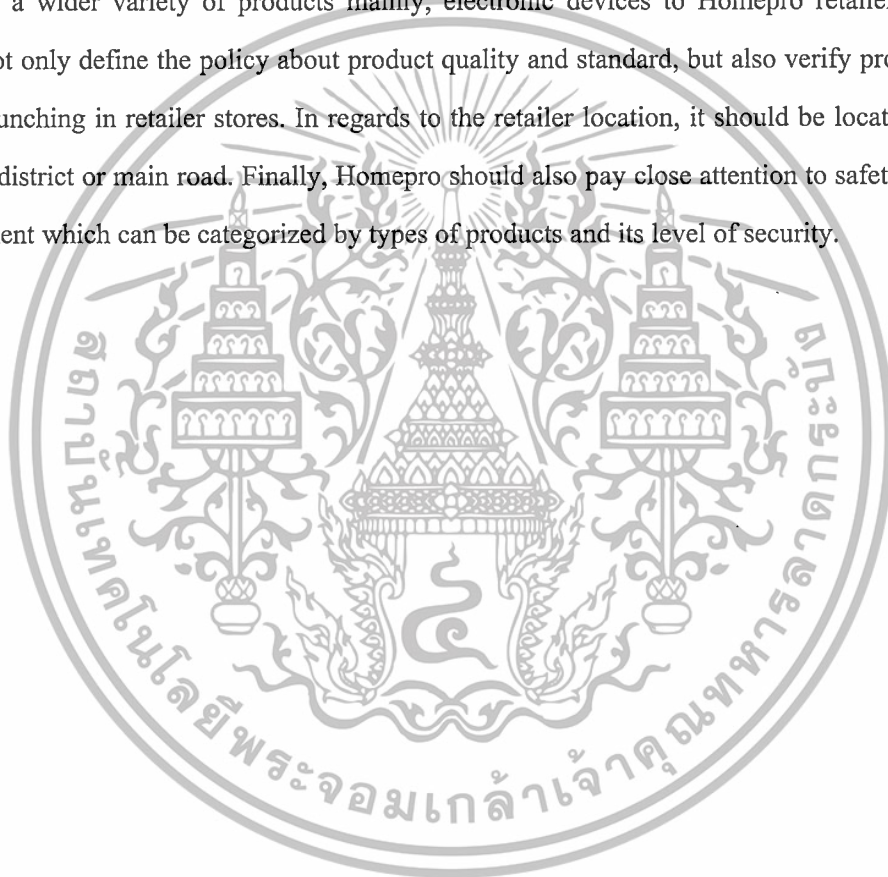 a wider variety of products mainly, electronic devices to Homepro retailer
ot only define the policy about product quality and standard, but also verify pro
unching in retailer stores. In regards to the retailer location, it should be locat
district or main road. Finally, Homepro should also pay close attention to safet
ent which can be categorized by types of products and its level of security.
๔
สถาบันเทคโนโลยีพระจอมเกล้าเจ้าคุณทหารลาดกระบัง